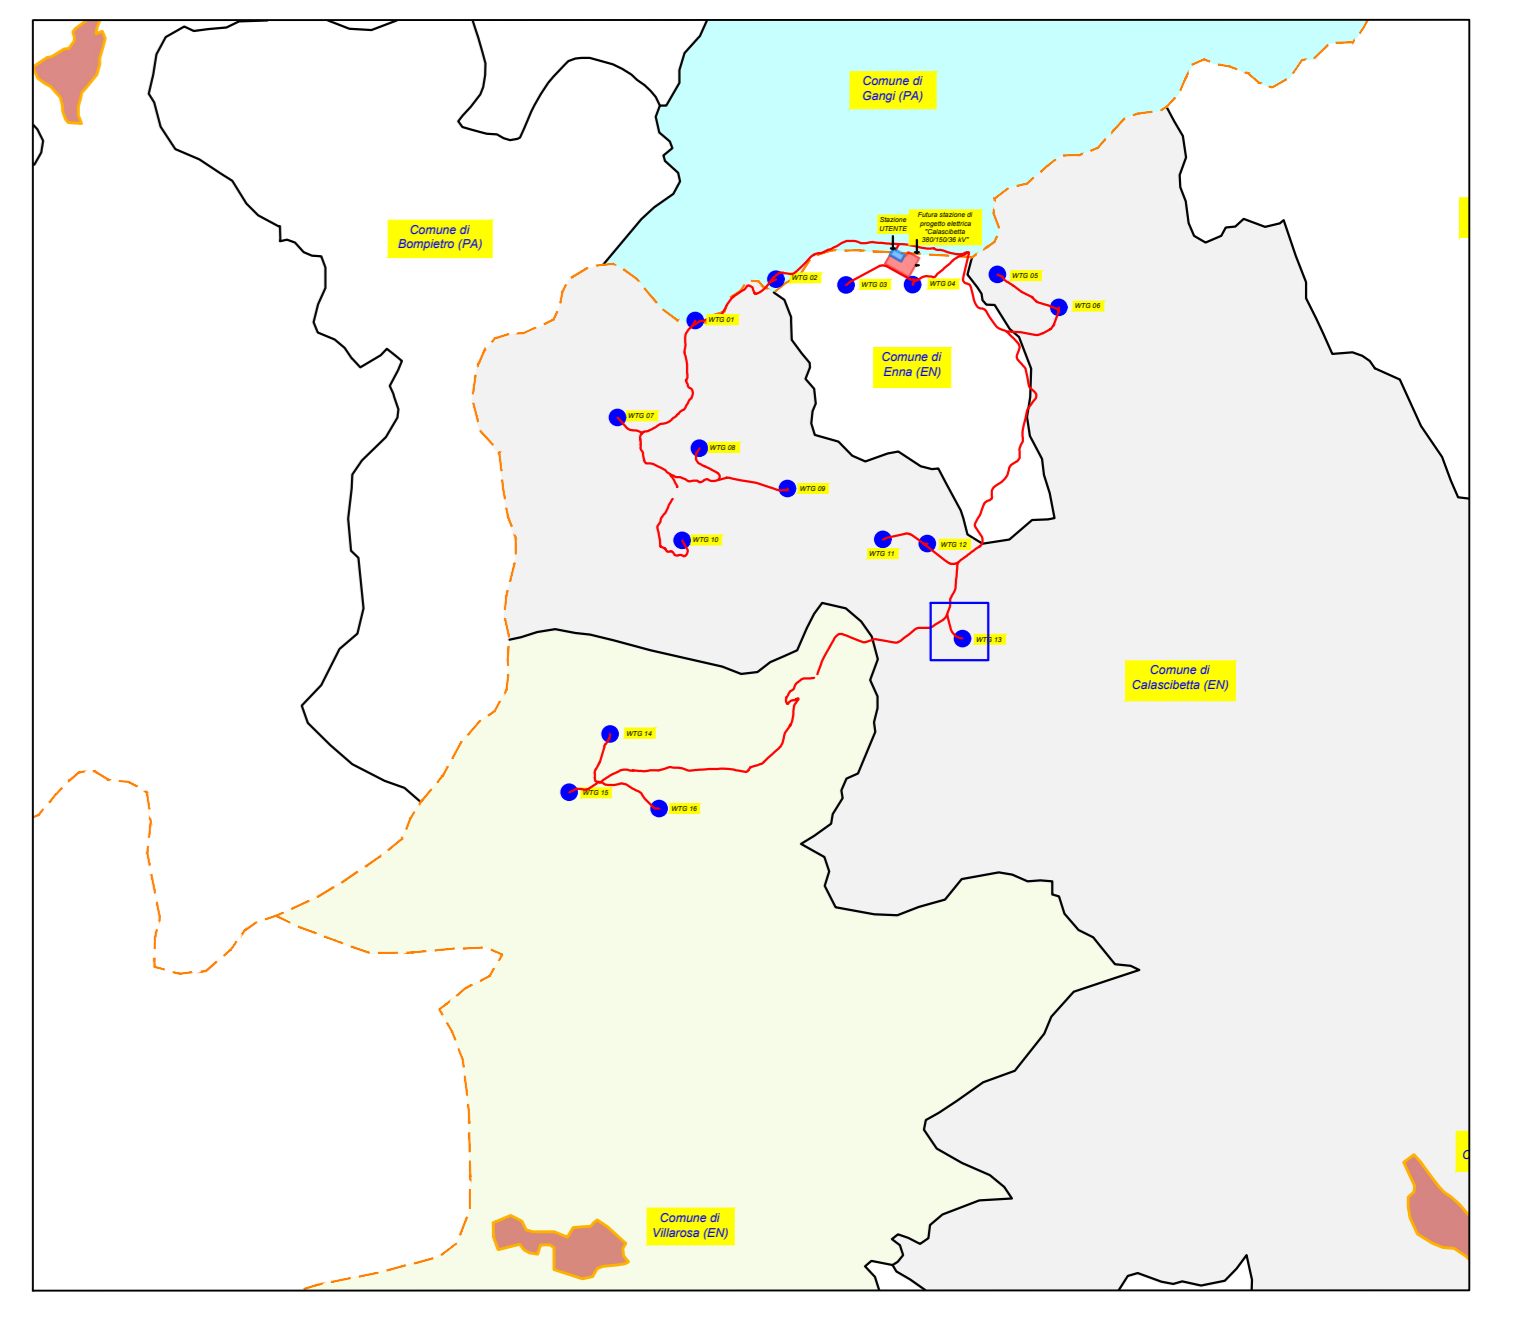 Comune di
Gangi (PA)
Comune di
Bompietro (PA)
Stazione
UTENTE
Futura stazione di
progetto elettrica
"Calascibetta
380/150/36 kV"
WTG 02
WTG 03
WTG 04
WTG 05
WTG 06
WTG 01
Comune di
Enna (EN)
WTG 07
WTG 08
WTG 09
WTG 10
WTG 11
WTG 12
WTG 13
Comune di
Calascibetta (EN)
WTG 14
WTG 15
WTG 16
Comune di
Villarosa (EN)